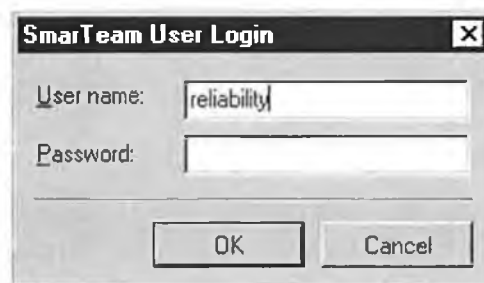 SmarTeam User Login
User name: reliability
Password:
OK Cancel